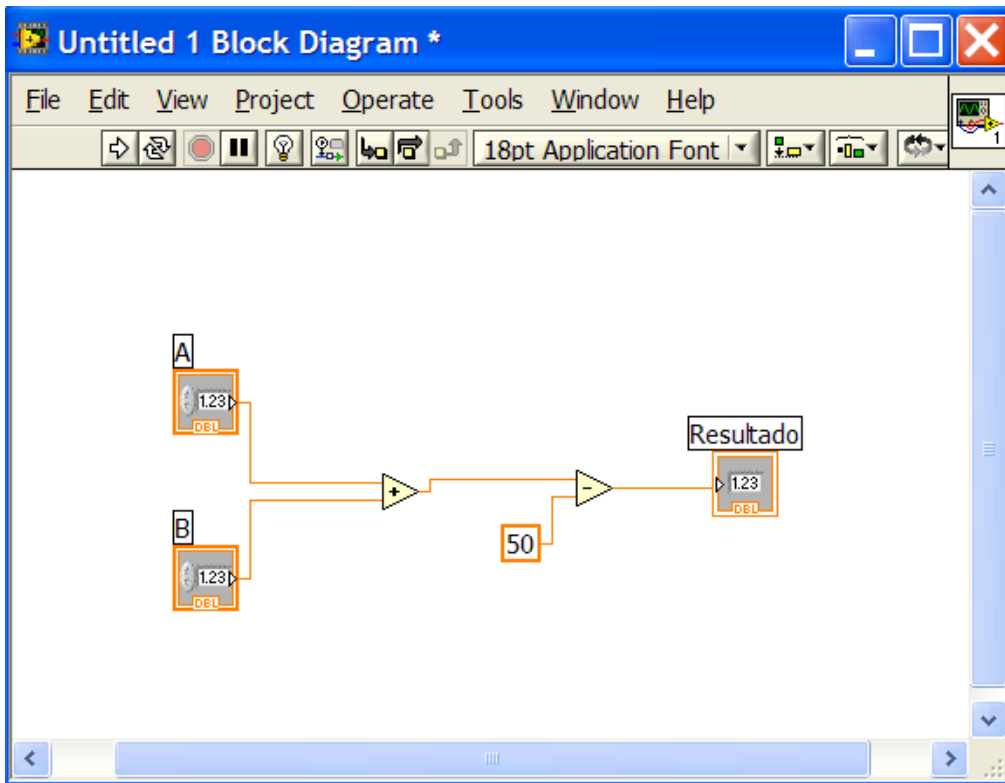 Untitled 1 Block Diagram *
File Edit View Project Operate Tools Window Help
1
18pt Application Font
A
1.23
DBL
B
1.23
DBL
+
-
50
Resultado
1.23
DBL